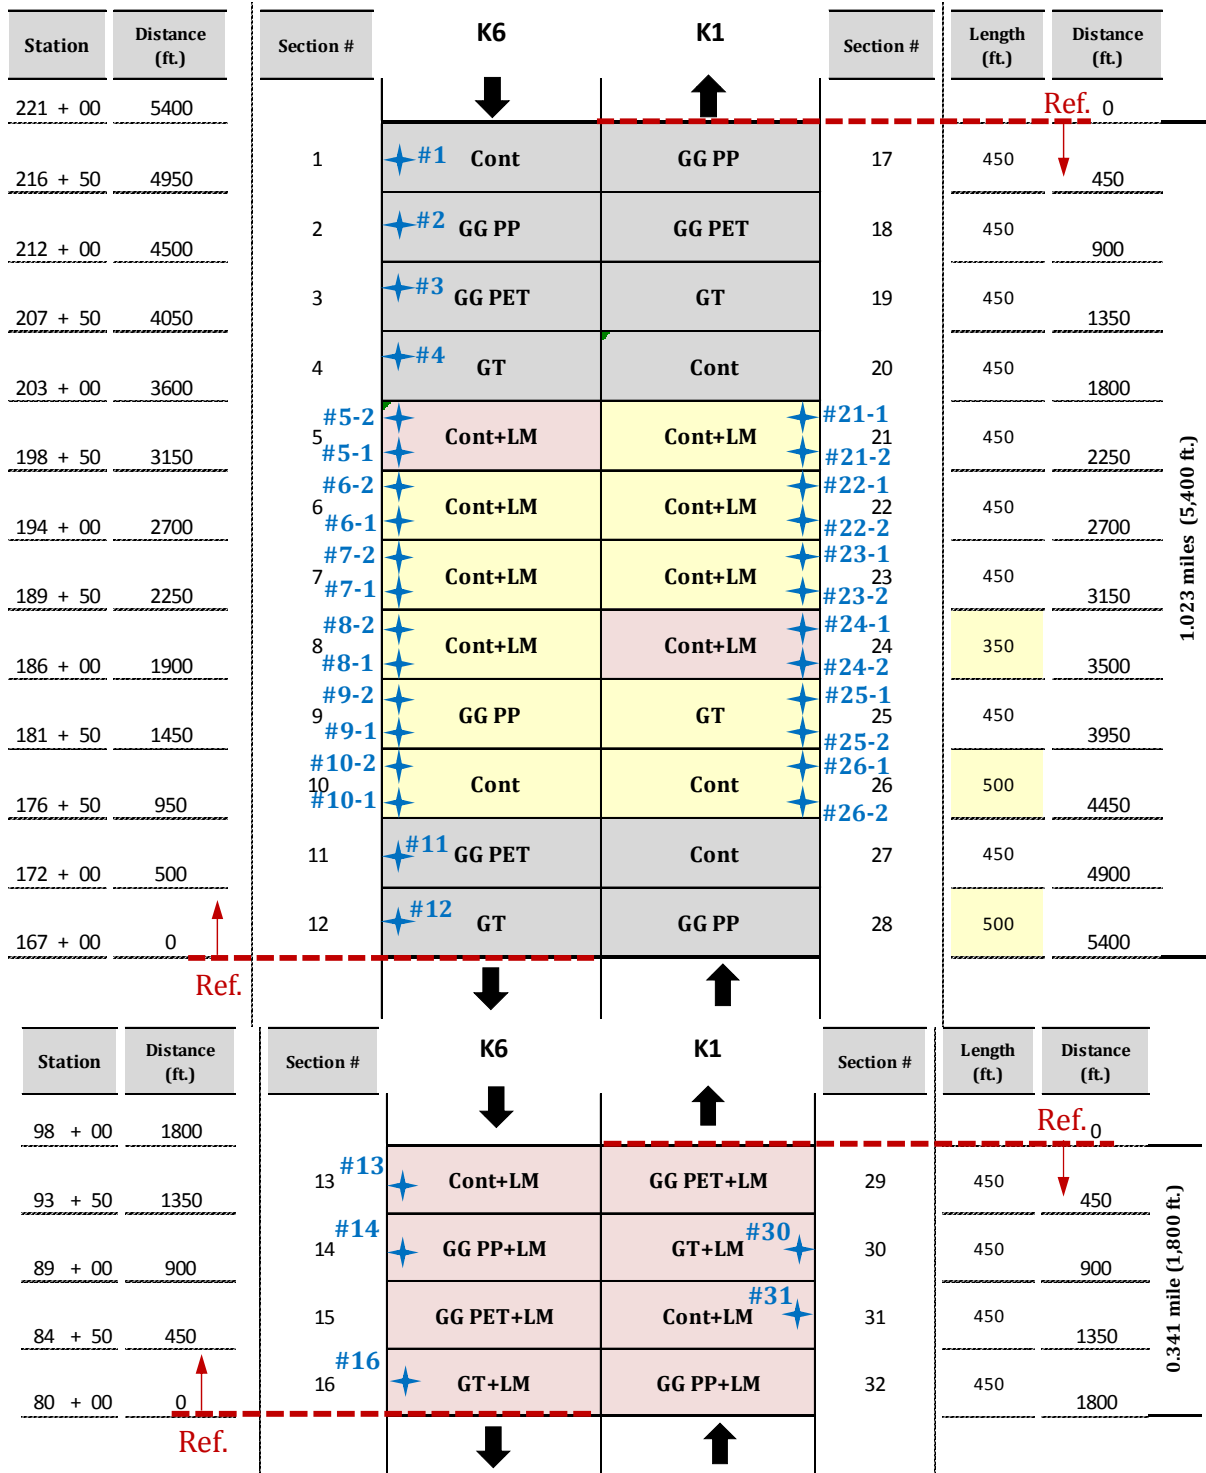 Station Distance (ft.) Section # K6 K1 Section # Length (ft.) Distance (ft.)
221 + 00 5400 Ref. 0
1 #1 Cont GG PP 17 450
216 + 50 4950 450
2 #2 GG PP GG PET 18 450
212 + 00 4500 900
3 #3 GG PET GT 19 450
207 + 50 4050 1350
4 #4 GT Cont 20 450
203 + 00 3600 1800
#5-2 #21-1
5 Cont+LM Cont+LM 21 450
#5-1 #21-2
198 + 50 3150 2250
#6-2 #22-1
6 Cont+LM Cont+LM 22 450
#6-1 #22-2
194 + 00 2700 2700
#7-2 #23-1
7 Cont+LM Cont+LM 23 450
#7-1 #23-2
189 + 50 2250 3150
#8-2 #24-1
8 Cont+LM Cont+LM 24 350
#8-1 #24-2
186 + 00 1900 3500
#9-2 #25-1
9 GG PP GT 25 450
#9-1 #25-2
181 + 50 1450 3950
#10-2 #26-1
10 Cont Cont 26 500
#10-1 #26-2
176 + 50 950 4450
11 #11 GG PET Cont 27 450
172 + 00 500 4900
12 #12 GT GG PP 28 500
167 + 00 0 5400
Ref.
1.023 miles (5,400 ft.)
Station Distance (ft.) Section # K6 K1 Section # Length (ft.) Distance (ft.)
98 + 00 1800 Ref. 0
13 #13 Cont+LM GG PET+LM 29 450
93 + 50 1350 450
#14 #30
14 GG PP+LM GT+LM 30 450
89 + 00 900 900
#31
15 GG PET+LM Cont+LM 31 450
84 + 50 450 1350
#16
16 GT+LM GG PP+LM 32 450
80 + 00 0 1800
Ref.
0.341 mile (1,800 ft.)